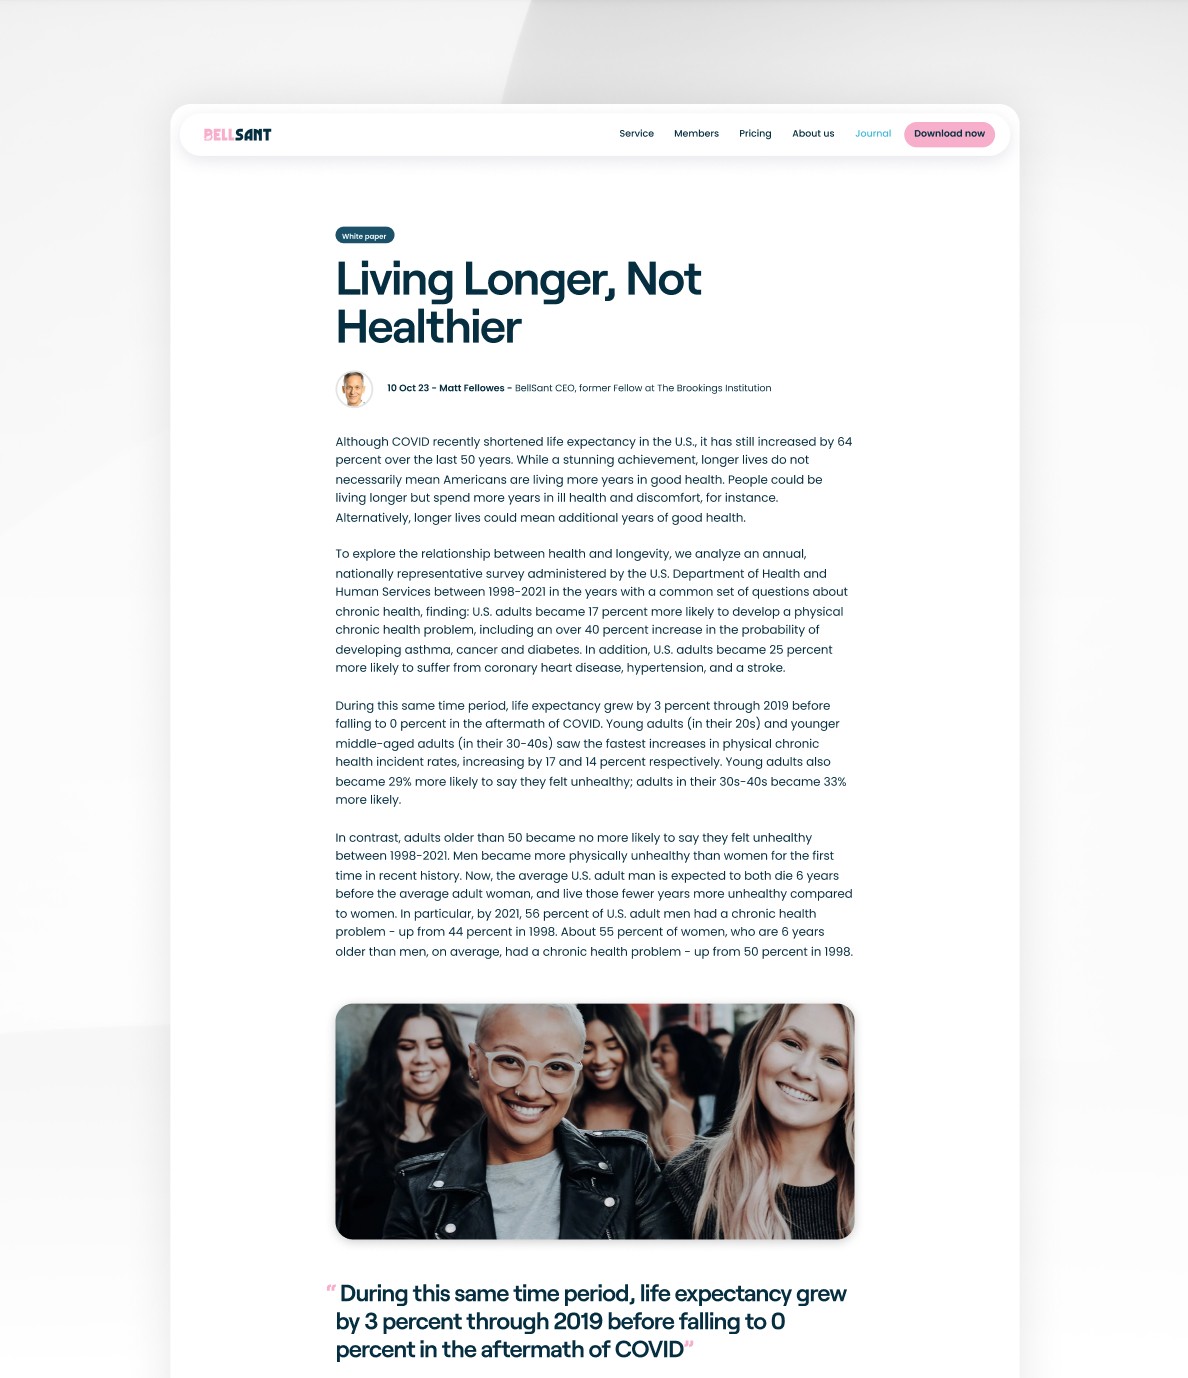 BELLSANT
Service Members Pricing About us Journal Download now
White paper
Living Longer, Not
Healthier
10 Oct 23 - Matt Fellowes - BellSant CEO, former Fellow at The Brookings Institution
Although COVID recently shortened life expectancy in the U.S., it has still increased by 64
percent over the last 50 years. While a stunning achievement, longer lives do not
necessarily mean Americans are living more years in good health. People could be
living longer but spend more years in ill health and discomfort, for instance.
Alternatively, longer lives could mean additional years of good health.
To explore the relationship between health and longevity, we analyze an annual,
nationally representative survey administered by the U.S. Department of Health and
Human Services between 1998-2021 in the years with a common set of questions about
chronic health, finding: U.S. adults became 17 percent more likely to develop a physical
chronic health problem, including an over 40 percent increase in the probability of
developing asthma, cancer and diabetes. In addition, U.S. adults became 25 percent
more likely to suffer from coronary heart disease, hypertension, and a stroke.
During this same time period, life expectancy grew by 3 percent through 2019 before
falling to 0 percent in the aftermath of COVID. Young adults (in their 20s) and younger
middle-aged adults (in their 30-40s) saw the fastest increases in physical chronic
health incident rates, increasing by 17 and 14 percent respectively. Young adults also
became 29% more likely to say they felt unhealthy; adults in their 30s-40s became 33%
more likely.
In contrast, adults older than 50 became no more likely to say they felt unhealthy
between 1998-2021. Men became more physically unhealthy than women for the first
time in recent history. Now, the average U.S. adult man is expected to both die 6 years
before the average adult woman, and live those fewer years more unhealthy compared
to women. In particular, by 2021, 56 percent of U.S. adult men had a chronic health
problem - up from 44 percent in 1998. About 55 percent of women, who are 6 years
older than men, on average, had a chronic health problem - up from 50 percent in 1998.
“During this same time period, life expectancy grew
by 3 percent through 2019 before falling to 0
percent in the aftermath of COVID”